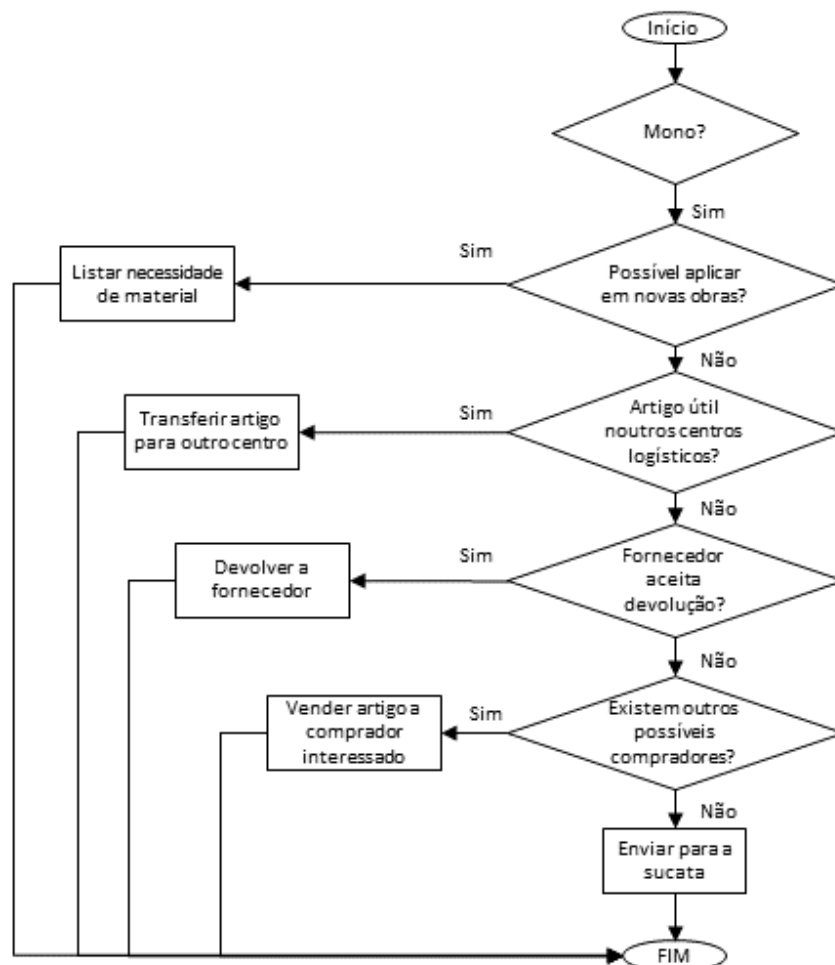 Início
Mono?
Sim
Sim
Listar necessidade
de material
Possível aplicar
em novas obras?
Não
Sim
Transferir artigo
para outro centro
Artigo útil
noutros centros
logísticos?
Não
Sim
Devolver a
fornecedor
Fornecedor
aceita
devolução?
Não
Sim
Vender artigo a
comprador
interessado
Existem outros
possíveis
compradores?
Não
Enviar para a
sucata
FIM